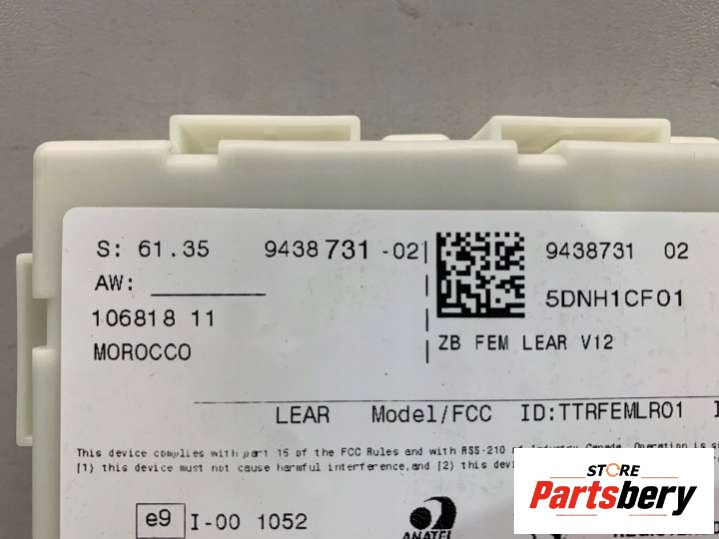 S: 61.35 9438 731 -02 9438731 02
AW:
5DNH1CF01
106818 11
MOROCCO
ZB FEM LEAR V12
LEAR Model/FCC ID:TTRFEMLR01
This device complies with part 15 of the FCC Rules and with RSS-210 of Industry Canada. Operation is
(1) this device must not cause harmful interference,and (2) this
e9 I-00 1052
ANATEL
STORE
Partsbery